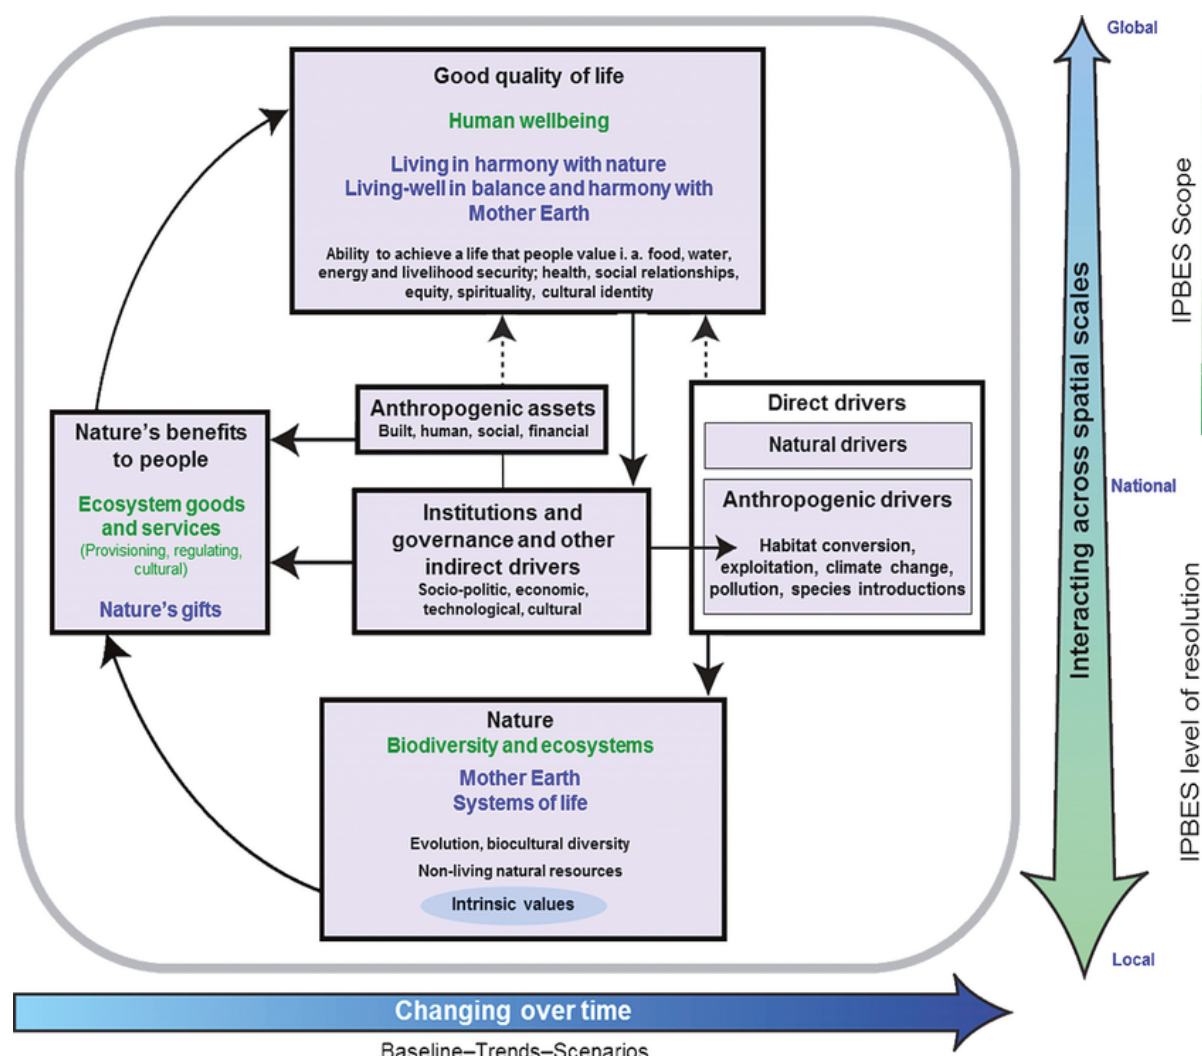 Good quality of life
Human wellbeing
Living in harmony with nature
Living-well in balance and harmony with
Mother Earth
Ability to achieve a life that people value i. a. food, water,
energy and livelihood security; health, social relationships,
equity, spirituality, cultural identity
Anthropogenic assets
Built, human, social, financial
Nature's benefits
to people
Ecosystem goods
and services
(Provisioning, regulating,
cultural)
Nature's gifts
Institutions and
governance and other
indirect drivers
Socio-politic, economic,
technological, cultural
Direct drivers
Natural drivers
Anthropogenic drivers
Habitat conversion,
exploitation, climate change,
pollution, species introductions
Nature
Biodiversity and ecosystems
Mother Earth
Systems of life
Evolution, biocultural diversity
Non-living natural resources
Intrinsic values
Global
National
Local
Interacting across spatial scales
IPBES Scope
IPBES level of resolution
Changing over time
Baseline–Trends–Scenarios